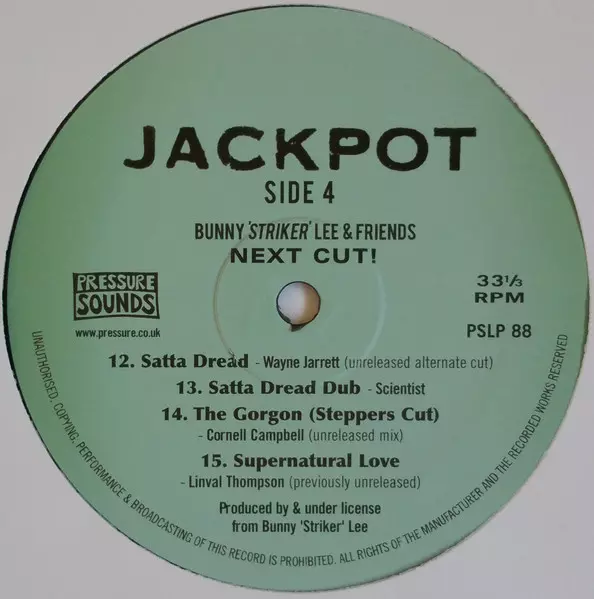 JACKPOT
SIDE 4
BUNNY 'STRIKER' LEE & FRIENDS
NEXT CUT!
PRESSURE
SOUNDS
www.pressure.co.uk
33 1/3
RPM
PSLP 88
12. Satta Dread - Wayne Jarrett (unreleased alternate cut)
13. Satta Dread Dub - Scientist
14. The Gorgon (Steppers Cut)
- Cornell Campbell (unreleased mix)
15. Supernatural Love
- Linval Thompson (previously unreleased)
Produced by & under license
from Bunny 'Striker' Lee
UNAUTHORISED. COPYING, PERFORMANCE & BROADCASTING OF THIS RECORD IS PROHIBITED. ALL RIGHTS OF THE MANUFACTURER AND THE RECORDED WORKS RESERVED